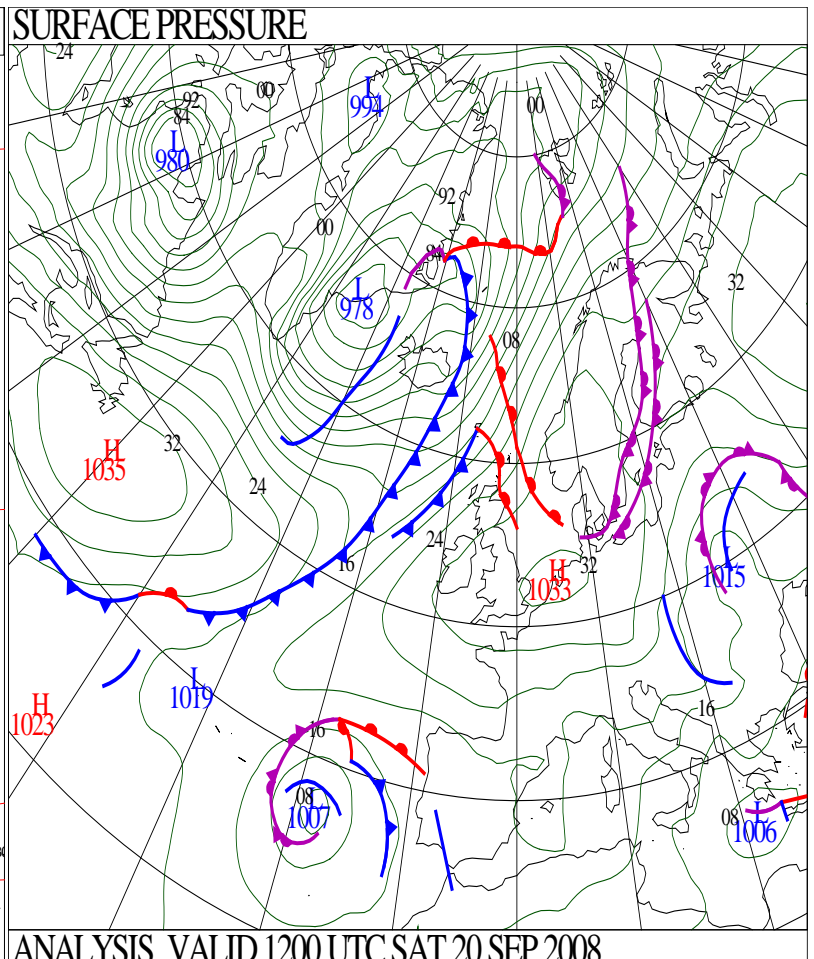 SURFACE PRESSURE
24
L
994
92
00
00
84
L
980
92
00
84
32
L
978
08
H
1035
32
24
24
16
H
1033
32
L
1015
L
1019
H
1023
16
16
08
L
1007
08
L
1006
ANALYSIS VALID 1200 UTC SAT 20 SEP 2008